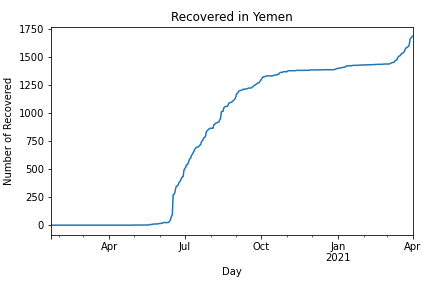 Recovered in Yemen
Number of Recovered
1750
1500
1250
1000
750
500
250
0
Apr
Jul
Oct
Jan
2021
Apr
Day